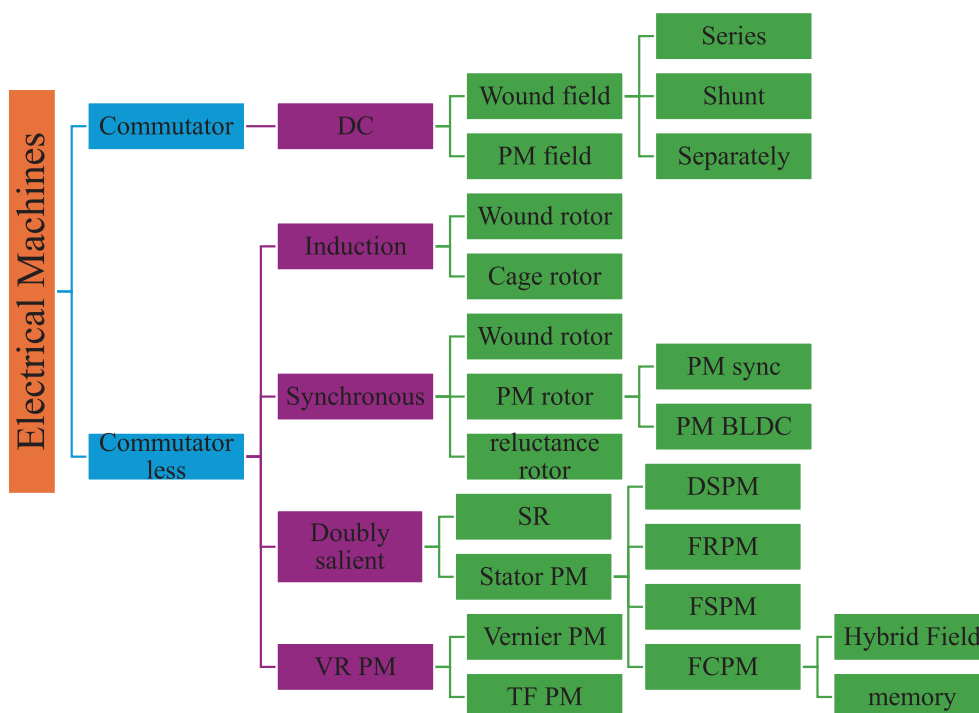 Electrical Machines
Commutator
DC
Wound field
Series
Shunt
PM field
Separately
Induction
Wound rotor
Cage rotor
Commutator
less
Synchronous
Wound rotor
PM rotor
PM sync
PM BLDC
reluctance
rotor
Doubly
salient
SR
Stator PM
DSPM
FRPM
FSPM
FCPM
Hybrid Field
memory
VR PM
Vernier PM
TF PM